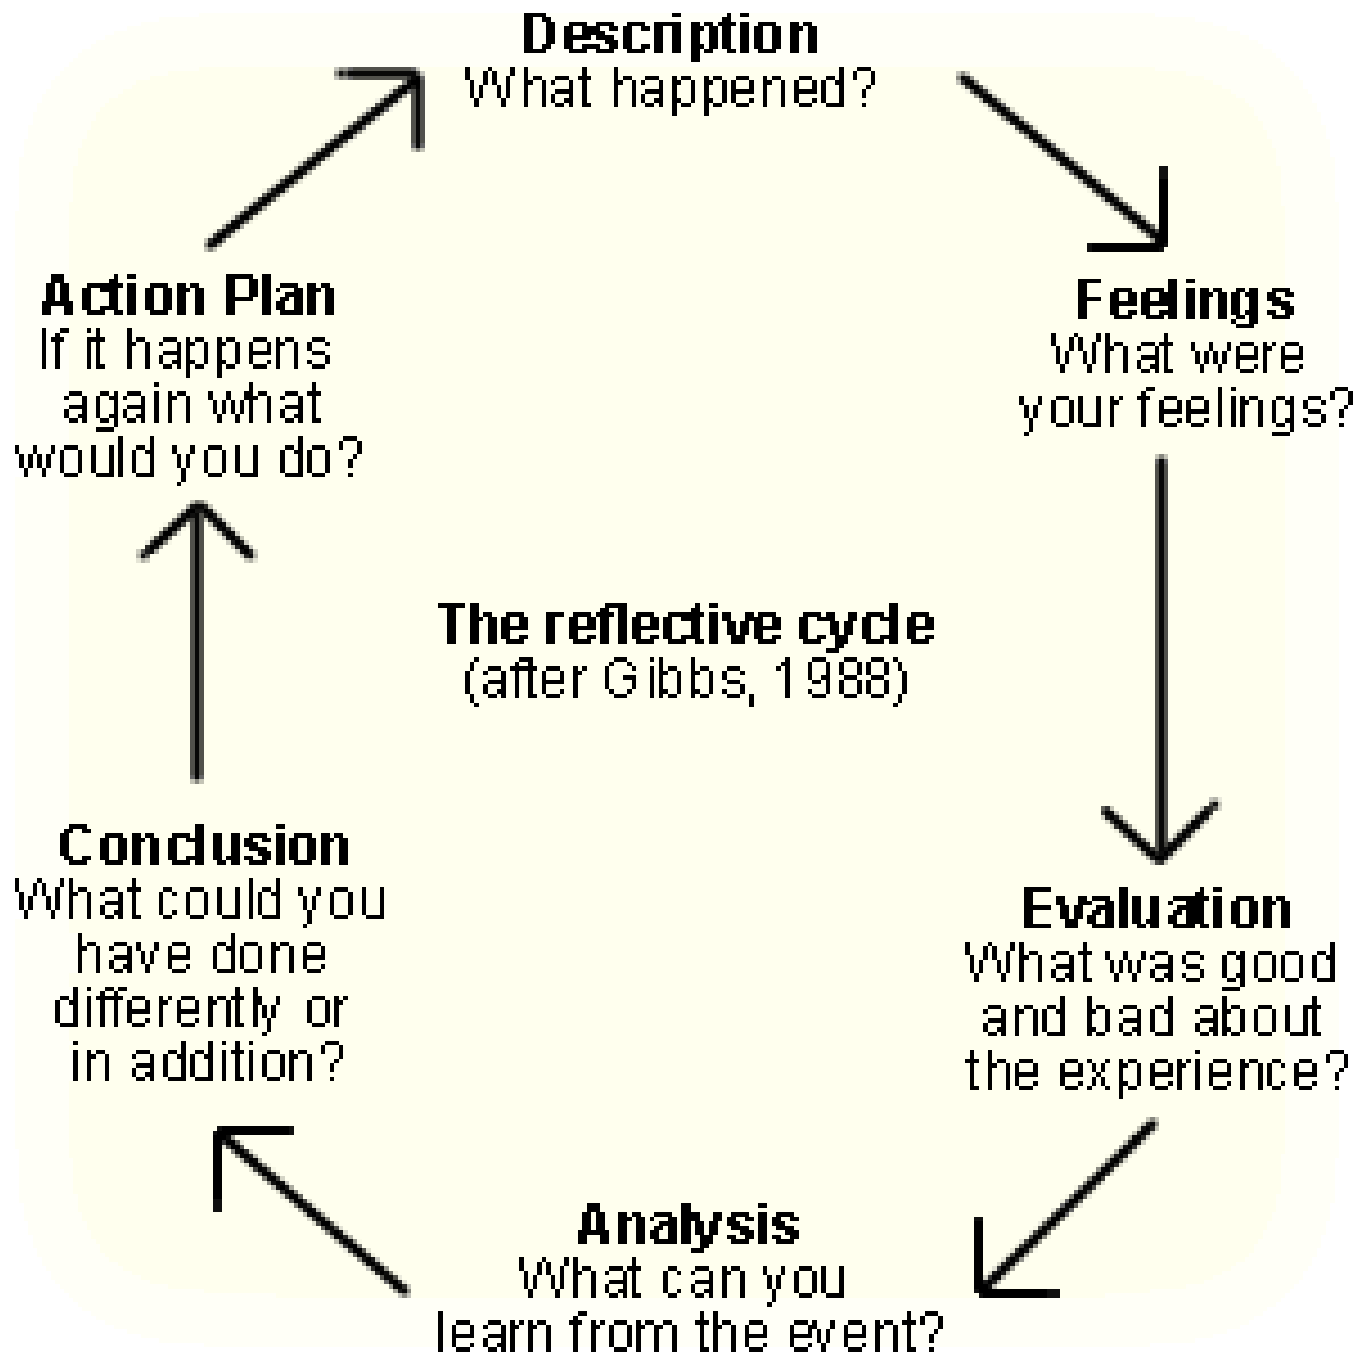 Description
What happened?
Feelings
What were
your feelings?
Evaluation
What was good
and bad about
the experience?
Analysis
What can you
learn from the event?
Conclusion
What could you
have done
differently or
in addition?
Action Plan
If it happens
again what
would you do?
The reflective cycle
(after Gibbs, 1988)